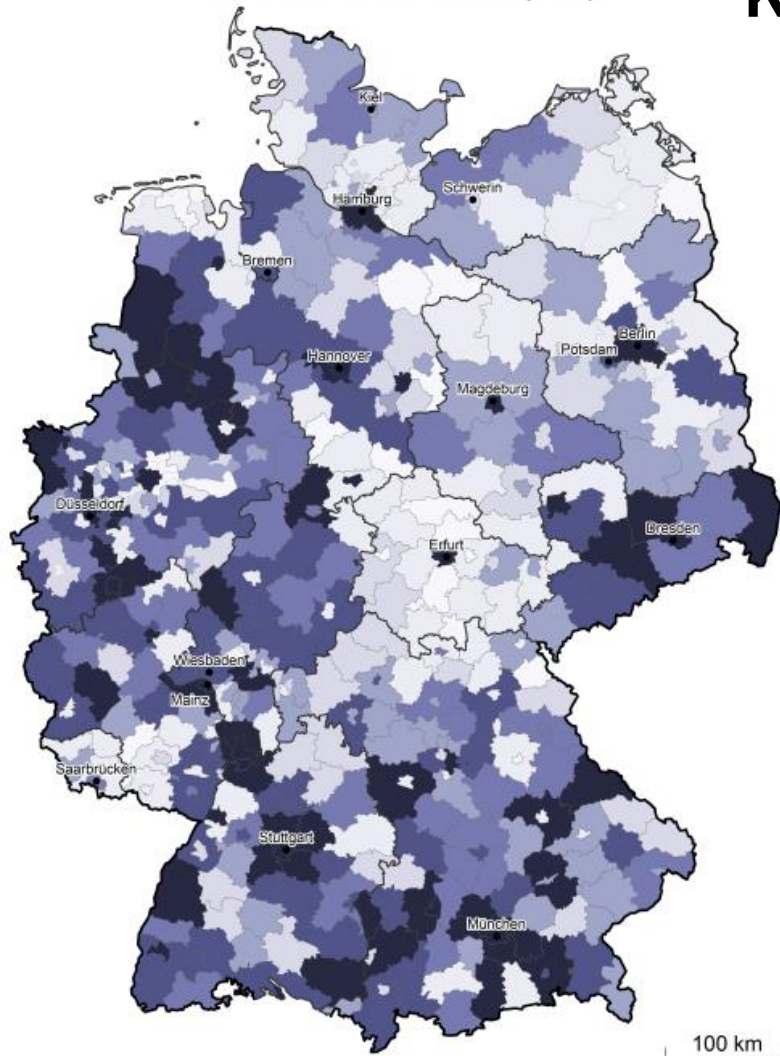 Kiel
Schwerin
Hamburg
Bremen
Berlin
Potsdam
Hannover
Magdeburg
Düsseldorf
Dresden
Erfurt
Wiesbaden
Mainz
Saarbrücken
Stuttgart
München
100 km